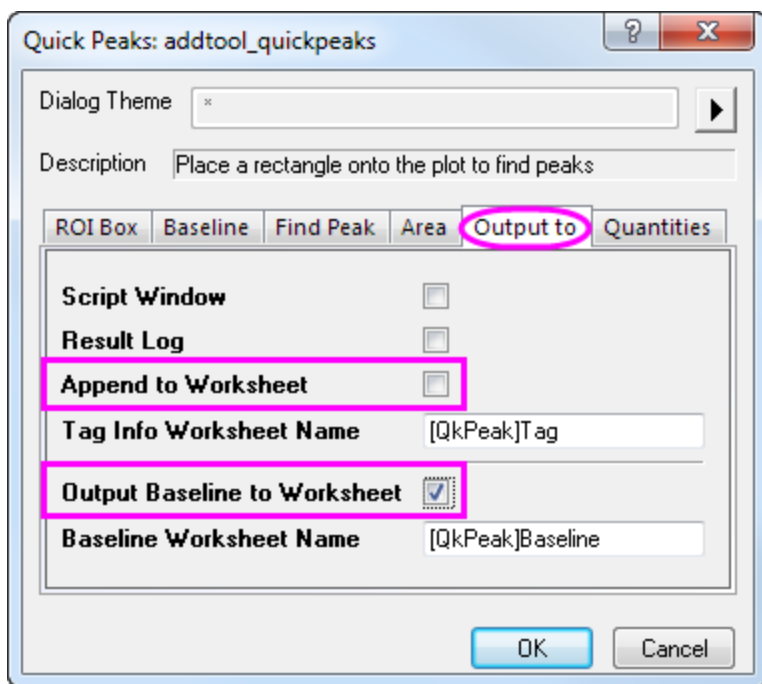 Quick Peaks: addtool_quickpeaks
Dialog Theme *
Description Place a rectangle onto the plot to find peaks
ROI Box Baseline Find Peak Area Output to Quantities
Script Window
Result Log
Append to Worksheet
Tag Info Worksheet Name [QkPeak]Tag
Output Baseline to Worksheet
Baseline Worksheet Name [QkPeak]Baseline
OK Cancel